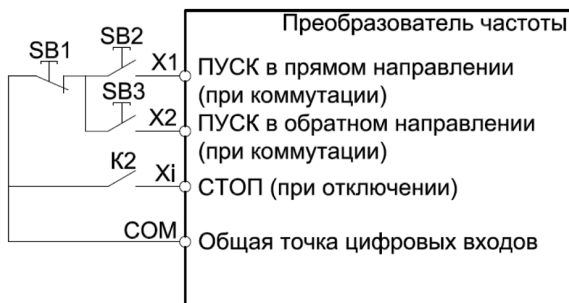 Преобразователь частоты
SB1
SB2
X1
ПУСК в прямом направлении
(при коммутации)
SB3
X2
ПУСК в обратном направлении
(при коммутации)
К2
Xi
СТОП (при отключении)
COM
Общая точка цифровых входов